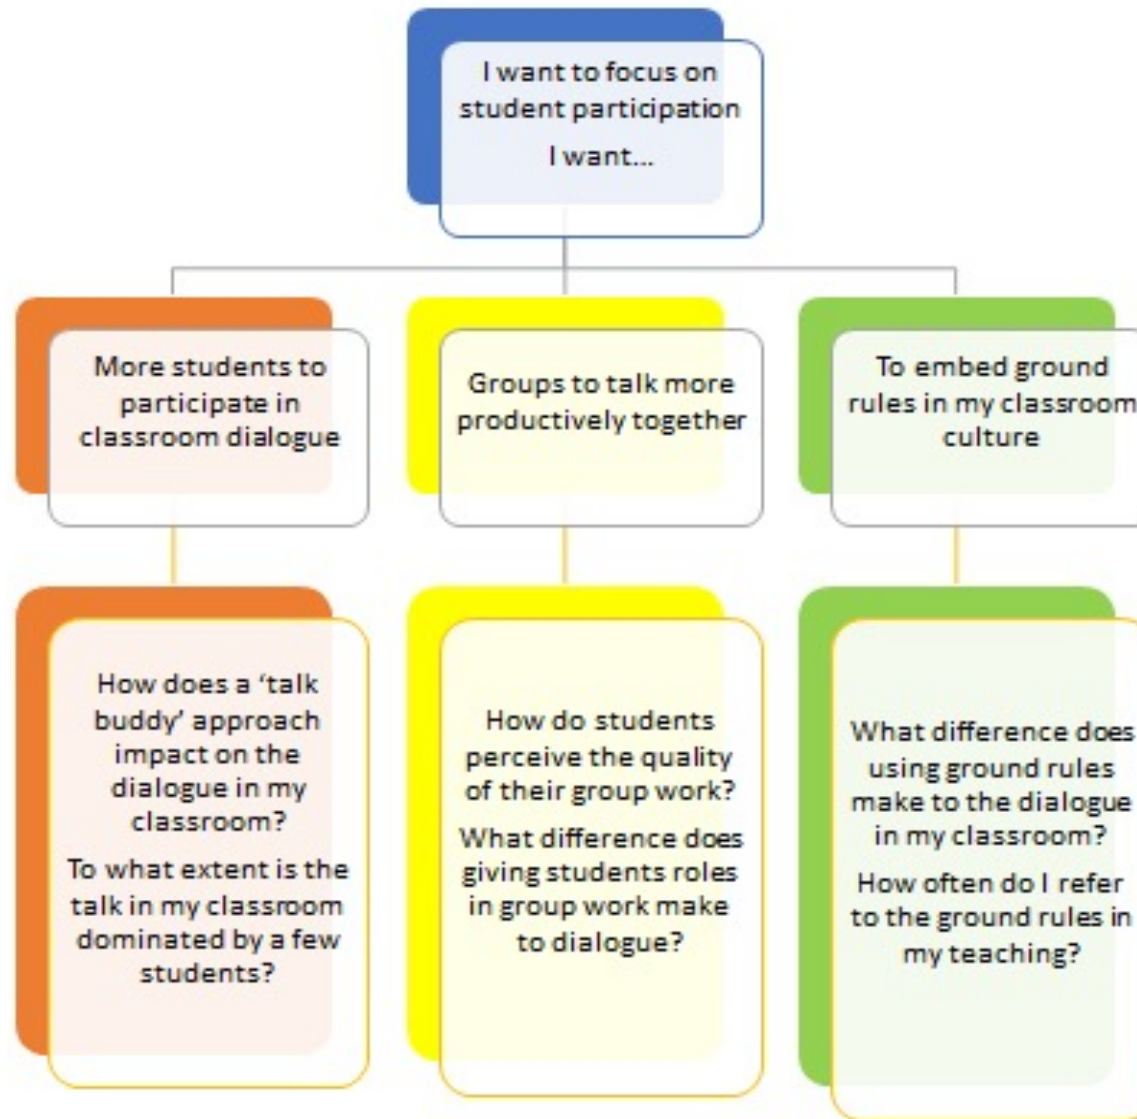 I want to focus on
student participation
I want...
More students to
participate in
classroom dialogue
Groups to talk more
productively together
To embed ground
rules in my classroom
culture
How does a ‘talk
buddy’ approach
impact on the
dialogue in my
classroom?
To what extent is the
talk in my classroom
dominated by a few
students?
How do students
perceive the quality
of their group work?
What difference does
giving students roles
in group work make
to dialogue?
What difference does
using ground rules
make to the dialogue
in my classroom?
How often do I refer
to the ground rules in
my teaching?